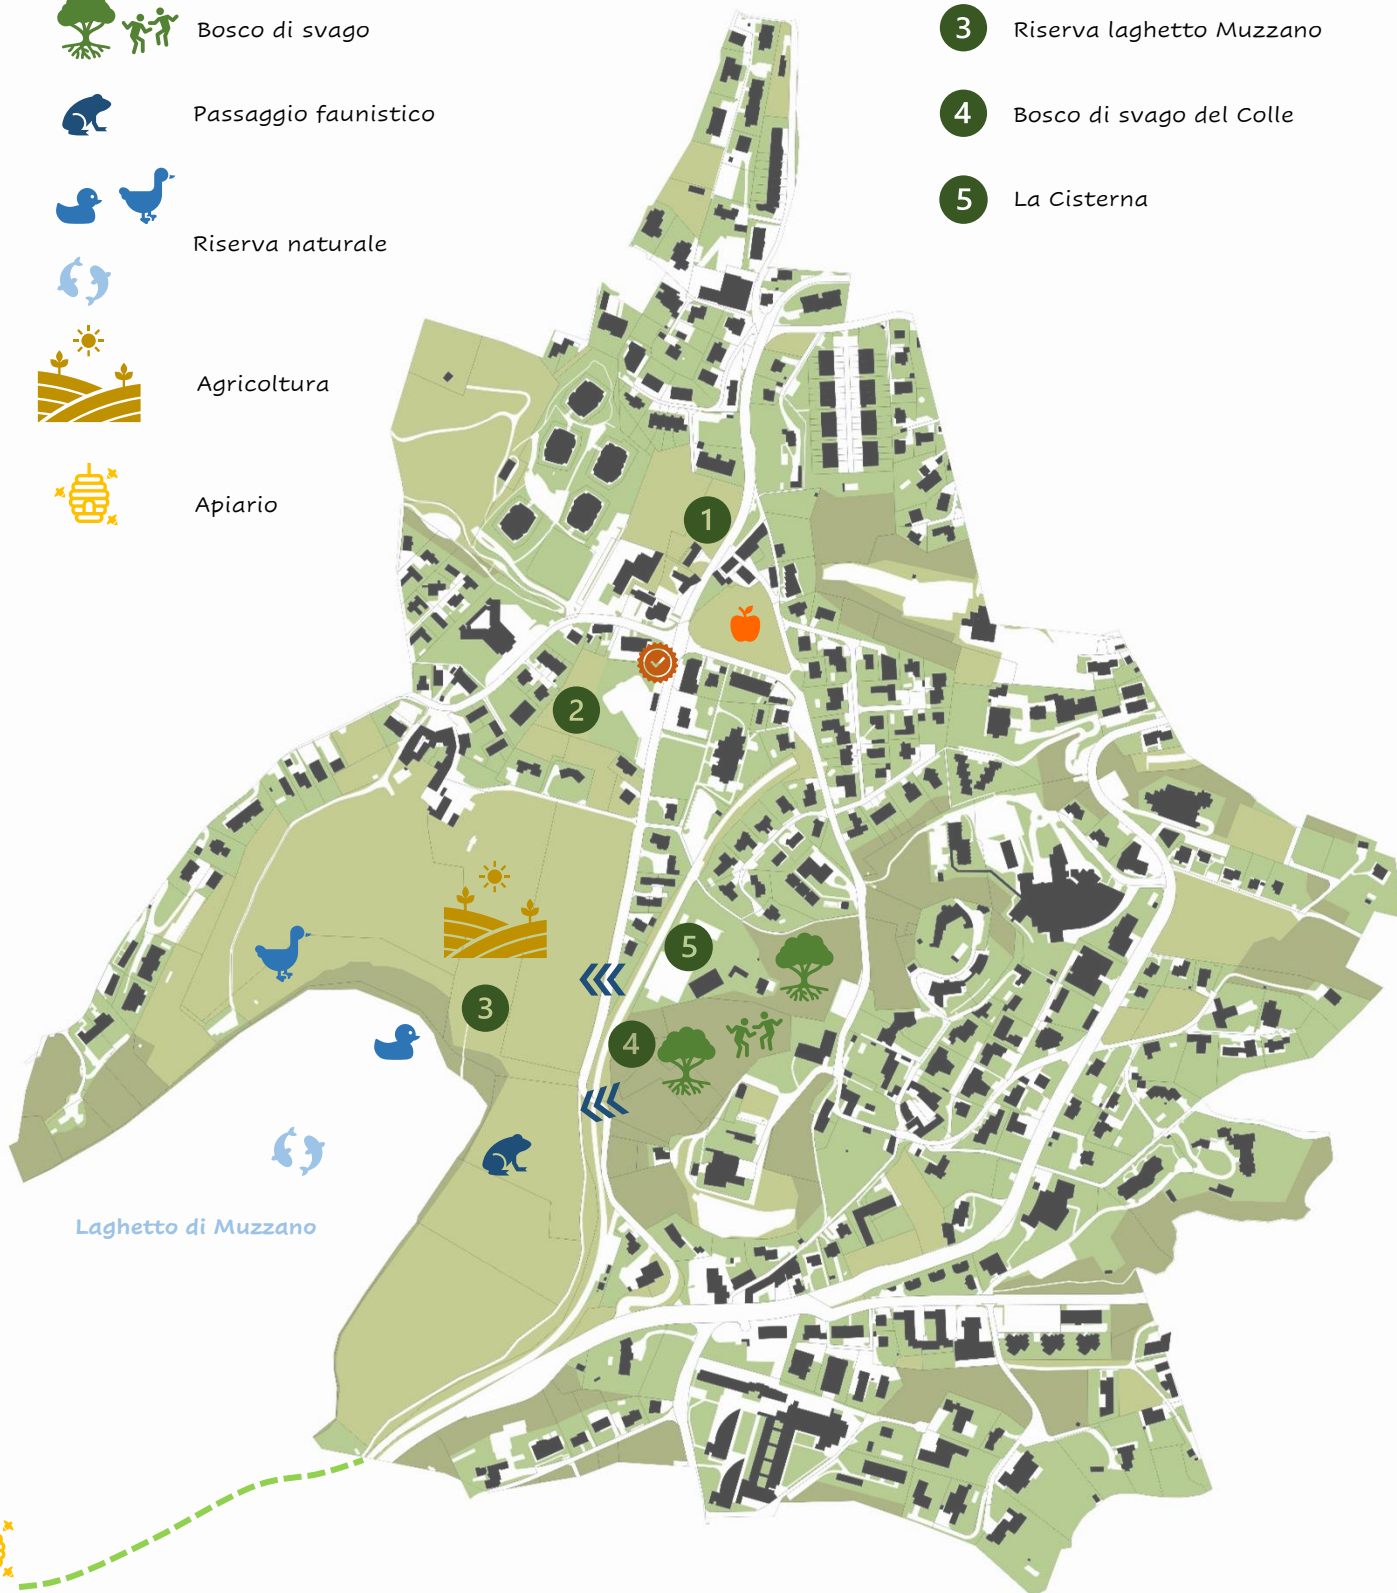 Bosco di svago
Passaggio faunistico
Riserva naturale
Agricoltura
Apiario
3 Riserva laghetto Muzzano
4 Bosco di svago del Colle
5 La Cisterna
1
2
5
3
4
Laghetto di Muzzano